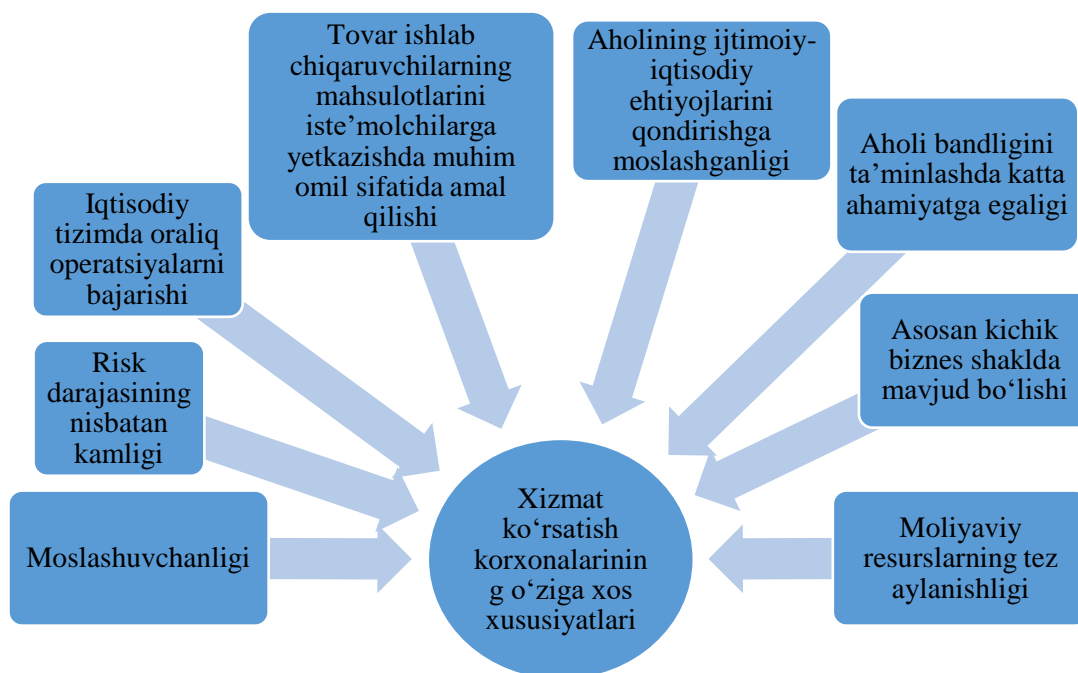 Tovar ishlab
chiqaruvchilarning
mahsulotlarini
iste’molchilarga
yetkazishda muhim
omil sifatida amal
qilishi
Aholining ijtimoiy-
iqtisodiy
ehtiyojlarini
qondirishga
moslashganligi
Aholi bandligini
ta’minlashda katta
ahamiyatga egaligi
Iqtisodiy
tizimda oraliq
operatsiyalarni
bajarishi
Asosan kichik
biznes shaklda
mavjud bo‘lishi
Risk
darajasining
nisbatan
kamligi
Moslashuvchanligi
Xizmat
ko‘rsatish
korxonalarinin
g o‘ziga xos
xususiyatlari
Moliyaviy
resurslarning tez
aylanishligi